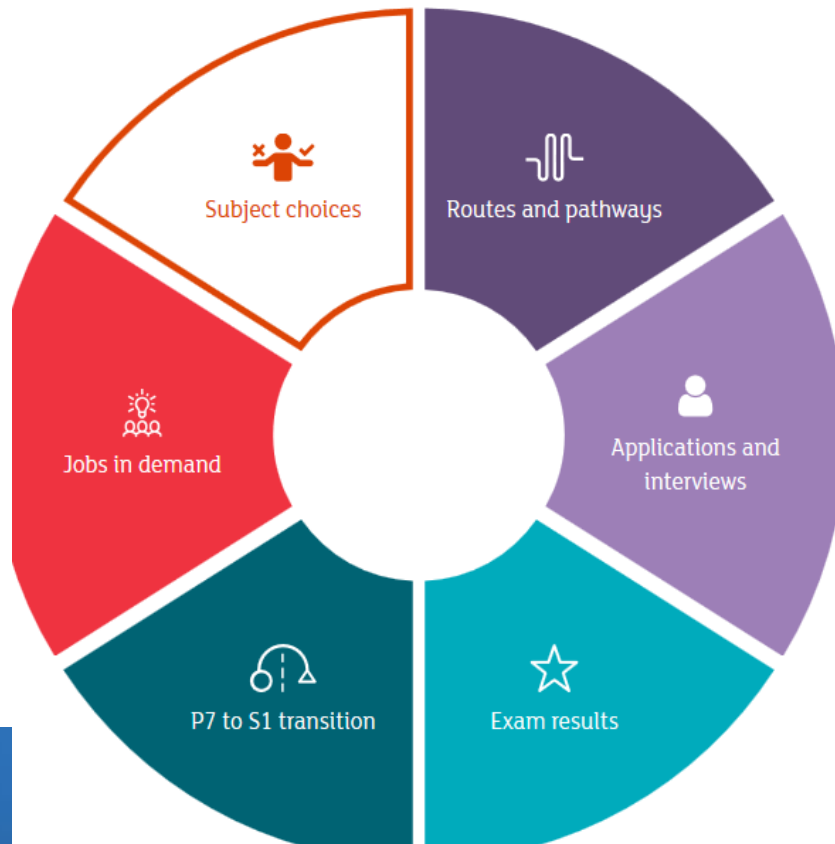 Subject choices
Routes and pathways
Jobs in demand
Applications and
interviews
P7 to S1 transition
Exam results